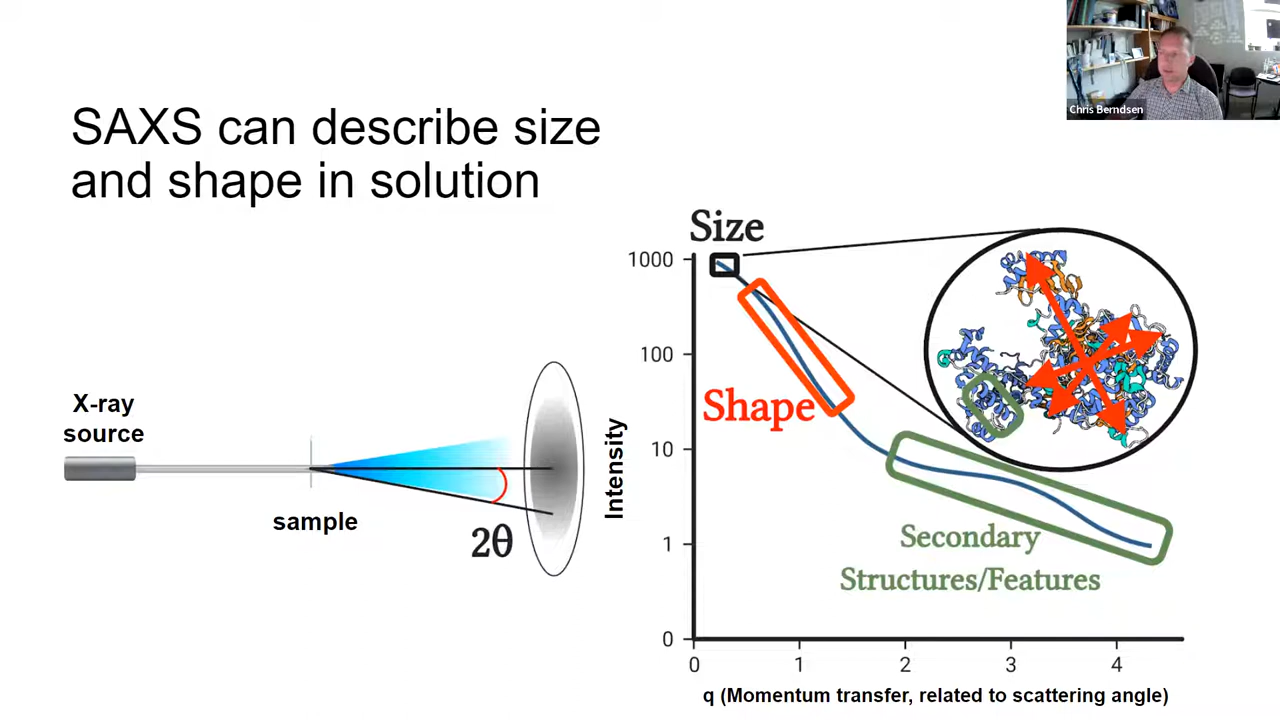 Chris Berndsen
SAXS can describe size
and shape in solution
X-ray
source
sample
2θ
Size
Shape
Secondary
Structures/Features
Intensity
1000
100
10
1
0
0
1
2
3
4
q (Momentum transfer, related to scattering angle)